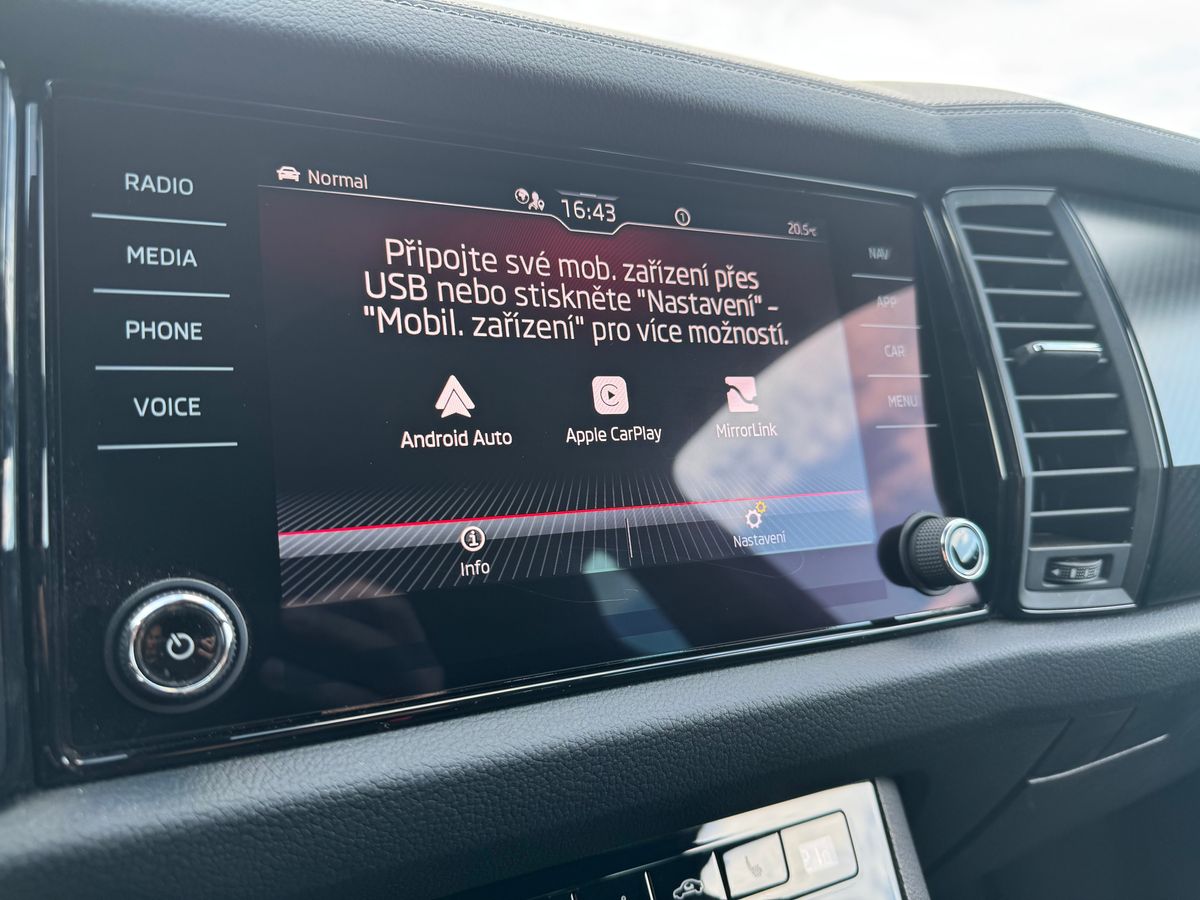 RADIO
MEDIA
PHONE
VOICE
Normal
16:43
20.5°C
Připojte své mob. zařízení přes
USB nebo stiskněte "Nastavení" –
"Mobil. zařízení" pro více možností.
Android Auto
Apple CarPlay
MirrorLink
Info
Nastavení
NAV
APP
CAR
MENU